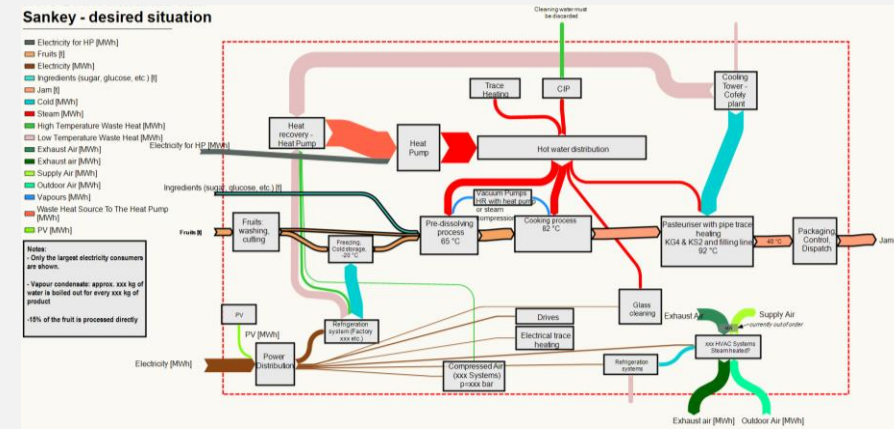 Sankey - desired situation
Electricity for HP [MWh]
Fruits [t]
Electricity [MWh]
Ingredients (sugar, glucose, etc.) [t]
Jam [t]
Cold [MWh]
Steam [MWh]
High Temperature Waste Heat [MWh]
Low Temperature Waste Heat [MWh]
Exhaust Air [MWh]
Exhaust air [MWh]
Supply Air [MWh]
Outdoor Air [MWh]
Vapours [MWh]
Waste Heat Source To The Heat Pump
[MWh]
PV [MWh]
Notes:
- Only the largest electricity consumers
are shown.
- Vapour condensats: approx. xxx kg of
water is boiled out for every xxx kg of
product
-15% of the fruit is processed directly
Cleaning water must
be discarded
Trace
Heating
CIP
Cooling
Tower -
Cofely
plant
Heat
recovery -
Heat Pump
Heat
Pump
Hot water distribution
Electricity for HP [MWh]
Ingredients (sugar, glucose, etc.) [t]
Vacuum Pumps
HR with heat pump
or steam
compression
Fruits [t]
Fruits:
washing,
cutting
Freezing,
Cold storage,
-20 °C
Pre-dissolving
process
65 °C
Cooking process
82 °C
Pasteuriser with pipe trace
heating
KG4 & KS2 and filling line
92 °C
40 °C
Packaging,
Control,
Dispatch
Jam
PV
PV [MWh]
Refrigeration
system (Factory
xxx etc.)
Electricity [MWh]
Power
Distribution
Drives
Electrical trace
heating
Compressed Air
(xxx Systems)
p=xxx bar
Glass
cleaning
Refrigeration
systems
Exhaust Air
Supply Air
currently out of order
xxx HVAC Systems
Steamheated?
Exhaust air [MWh]
Outdoor Air [MWh]